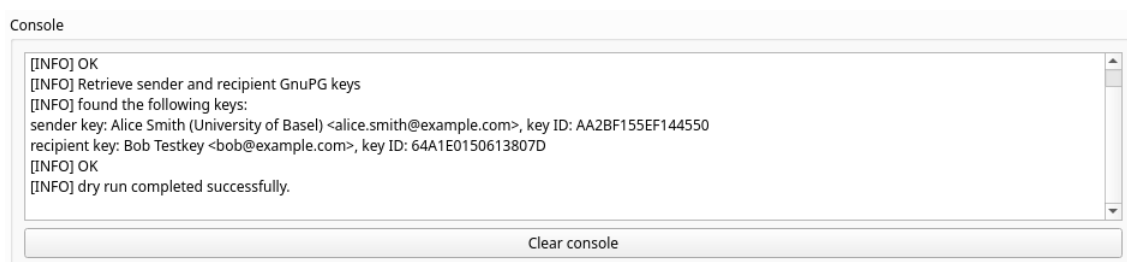 Console
[INFO] OK
[INFO] Retrieve sender and recipient GnuPG keys
[INFO] found the following keys:
sender key: Alice Smith (University of Basel) <alice.smith@example.com>, key ID: AA2BF155EF144550
recipient key: Bob Testkey <bob@example.com>, key ID: 64A1E0150613807D
[INFO] OK
[INFO] dry run completed successfully.
Clear console